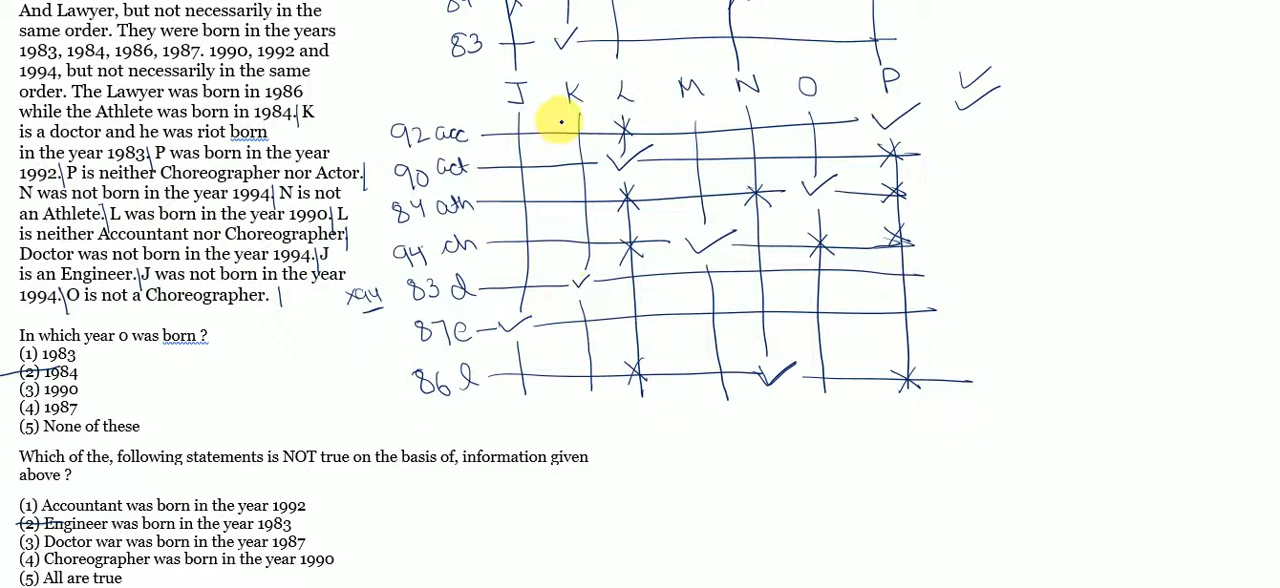 And Lawyer, but not necessarily in the
same order. They were born in the years
1983, 1984, 1986, 1987. 1990, 1992 and
1994, but not necessarily in the same
order. The Lawyer was born in 1986
while the Athlete was born in 1984. K
is a doctor and he was riot born
in the year 1983. P was born in the year
1992. P is neither Choreographer nor Actor.
N was not born in the year 1994. N is not
an Athlete. L was born in the year 1990. L
is neither Accountant nor Choreographer.
Doctor was not born in the year 1994. J
is an Engineer. J was not born in the year
1994. O is not a Choreographer.
In which year o was born ?
(1) 1983
(2) 1984
(3) 1990
(4) 1987
(5) None of these
Which of the, following statements is NOT true on the basis of, information given
above ?
(1) Accountant was born in the year 1992
(2) Engineer was born in the year 1983
(3) Doctor war was born in the year 1987
(4) Choreographer was born in the year 1990
(5) All are true
83
J K L M N O P
92 acc
90 act
84 ath
94 ch
x94 83 d
87 e
86 l